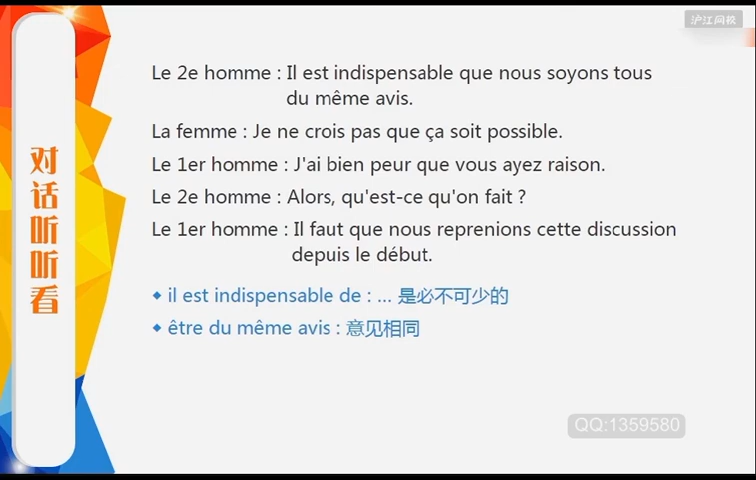 沪江网校
对话听听看
Le 2e homme : Il est indispensable que nous soyons tous
du même avis.
La femme : Je ne crois pas que ça soit possible.
Le 1er homme : J'ai bien peur que vous ayez raison.
Le 2e homme : Alors, qu'est-ce qu'on fait ?
Le 1er homme : Il faut que nous reprenions cette discussion
depuis le début.
◆ il est indispensable de : ... 是必不可少的
◆ être du même avis : 意见相同
QQ:1359580